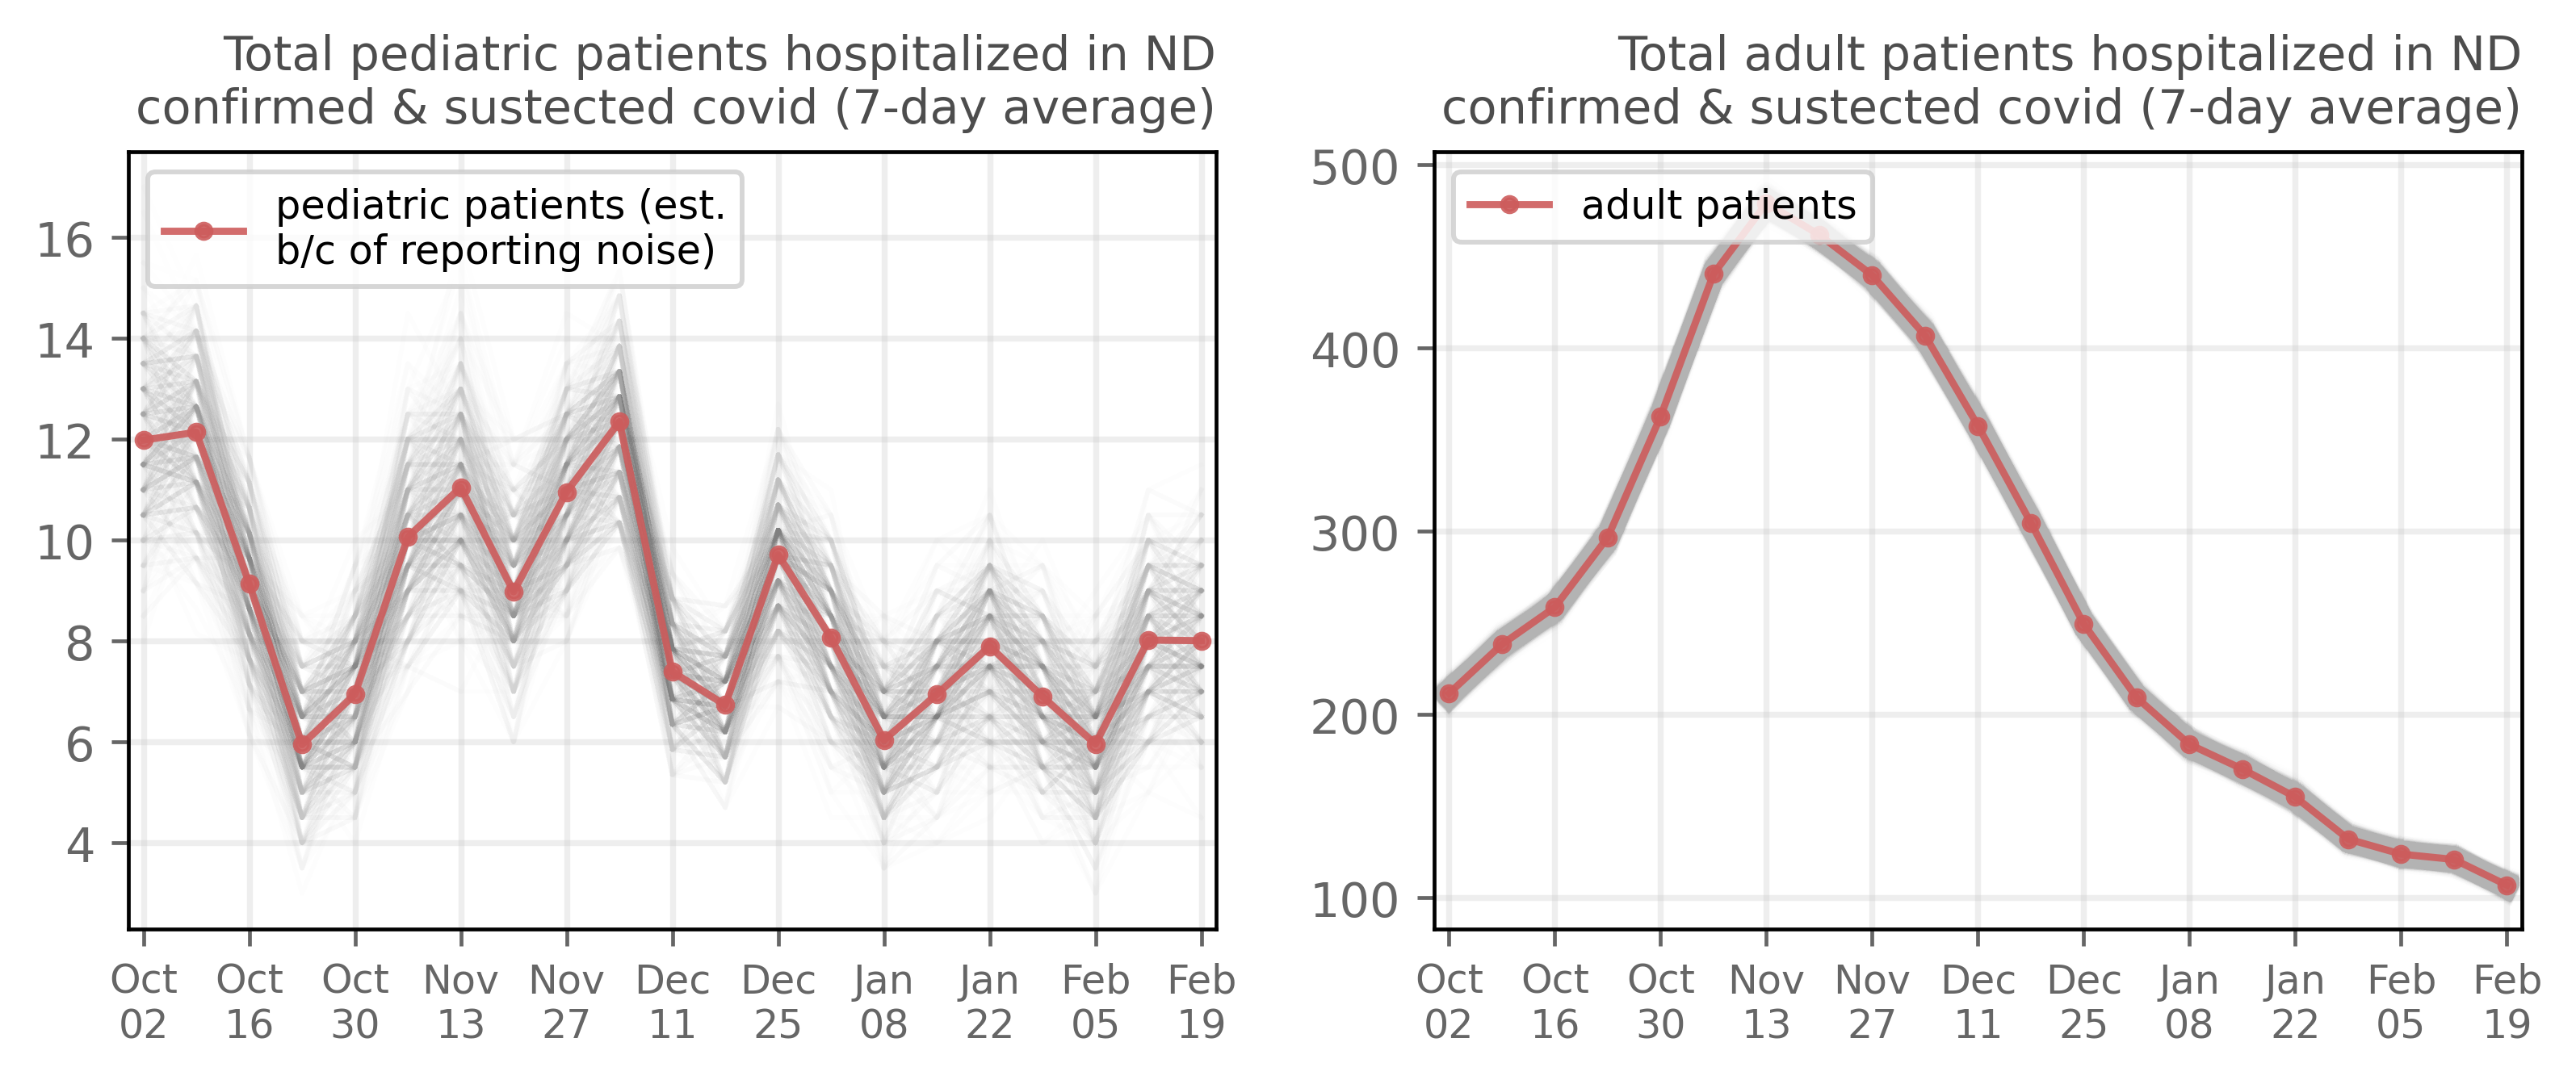 Total pediatric patients hospitalized in ND
confirmed & sustected covid (7-day average)
pediatric patients (est.
b/c of reporting noise)
16
14
12
10
8
6
4
Oct Oct Oct Nov Nov Dec Dec Jan Jan Feb Feb
02 16 30 13 27 11 25 08 22 05 19
Total adult patients hospitalized in ND
confirmed & sustected covid (7-day average)
adult patients
500
400
300
200
100
Oct Oct Oct Nov Nov Dec Dec Jan Jan Feb Feb
02 16 30 13 27 11 25 08 22 05 19